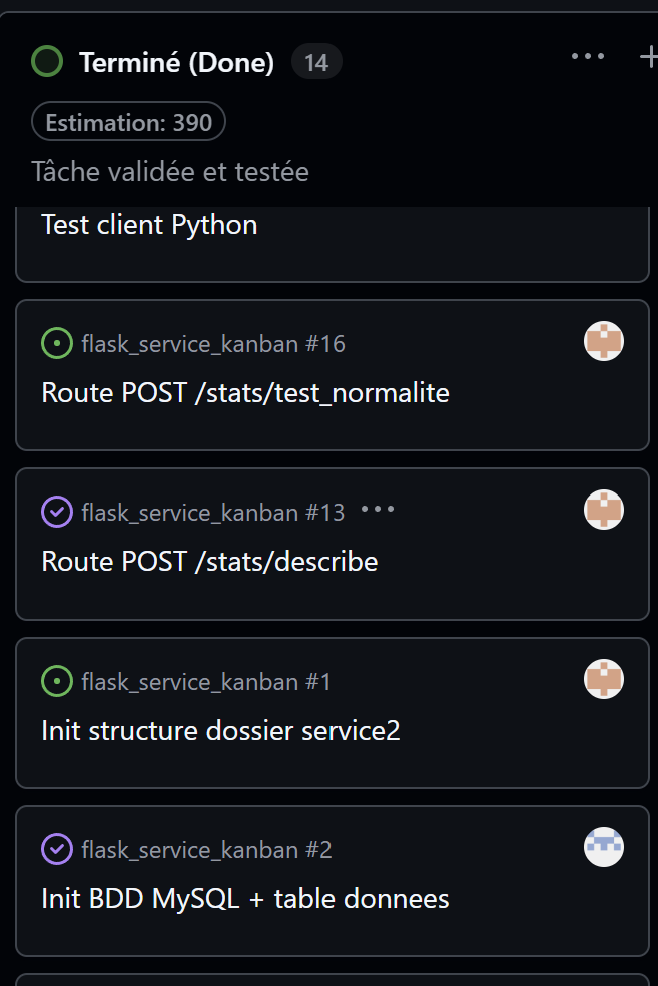 Terminé (Done) 14
Estimation: 390
Tâche validée et testée
Test client Python
flask_service_kanban #16
Route POST /stats/test_normalite
flask_service_kanban #13
Route POST /stats/describe
flask_service_kanban #1
Init structure dossier service2
flask_service_kanban #2
Init BDD MySQL + table donnees